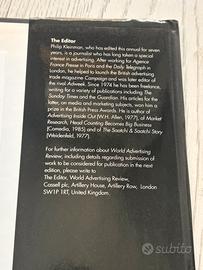 The Editor
Philip Kleinman, who has edited this annual for seven
years, is a journalist who has long taken a special
interest in advertising. After working for Agence
France Presse in Paris and the Daily Telegraph in
London, he helped to launch the British advertising
trade magazine Campaign and was later editor of
the rival Adweek. Since 1974 he has been freelance,
writing for a variety of publications including The
Sunday Times and the Guardian. His articles for the
latter, on media and marketing subjects, won him a
prize in the British Press Awards. He is author of
Advertising Inside Out (W.H. Allen, 1977), of Market
Research, Head Counting Becomes Big Business
(Comedia, 1985) and of The Saatchi & Saatchi Story
(Weidenfeld, 1977).
For further information about World Advertising
Review, including details regarding submission of work
to be considered for publication in the next
edition, please write to
The Editor, World Advertising Review,
Cassell plc, Artillery House, Artillery Row, London
SW1P 1RT, United Kingdom.
subito